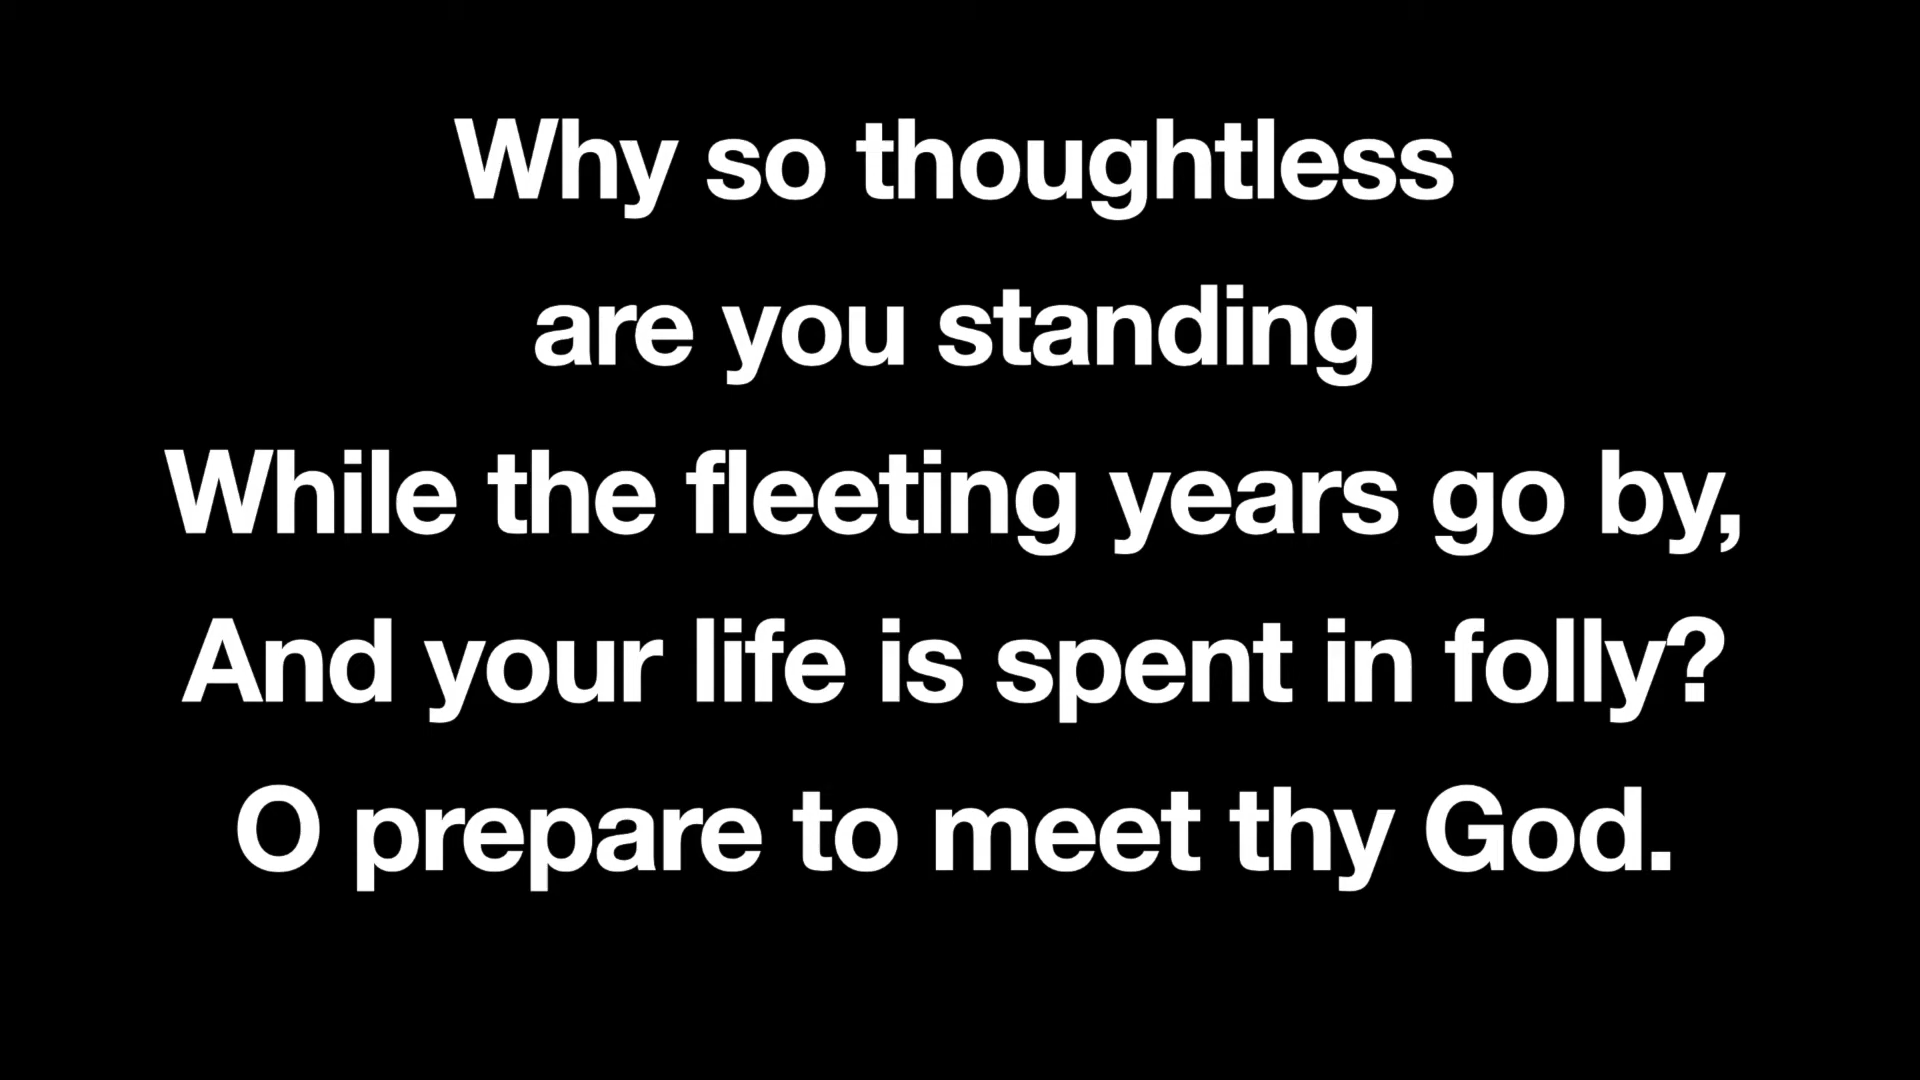 Why so thoughtless
are you standing
While the fleeting years go by,
And your life is spent in folly?
O prepare to meet thy God.